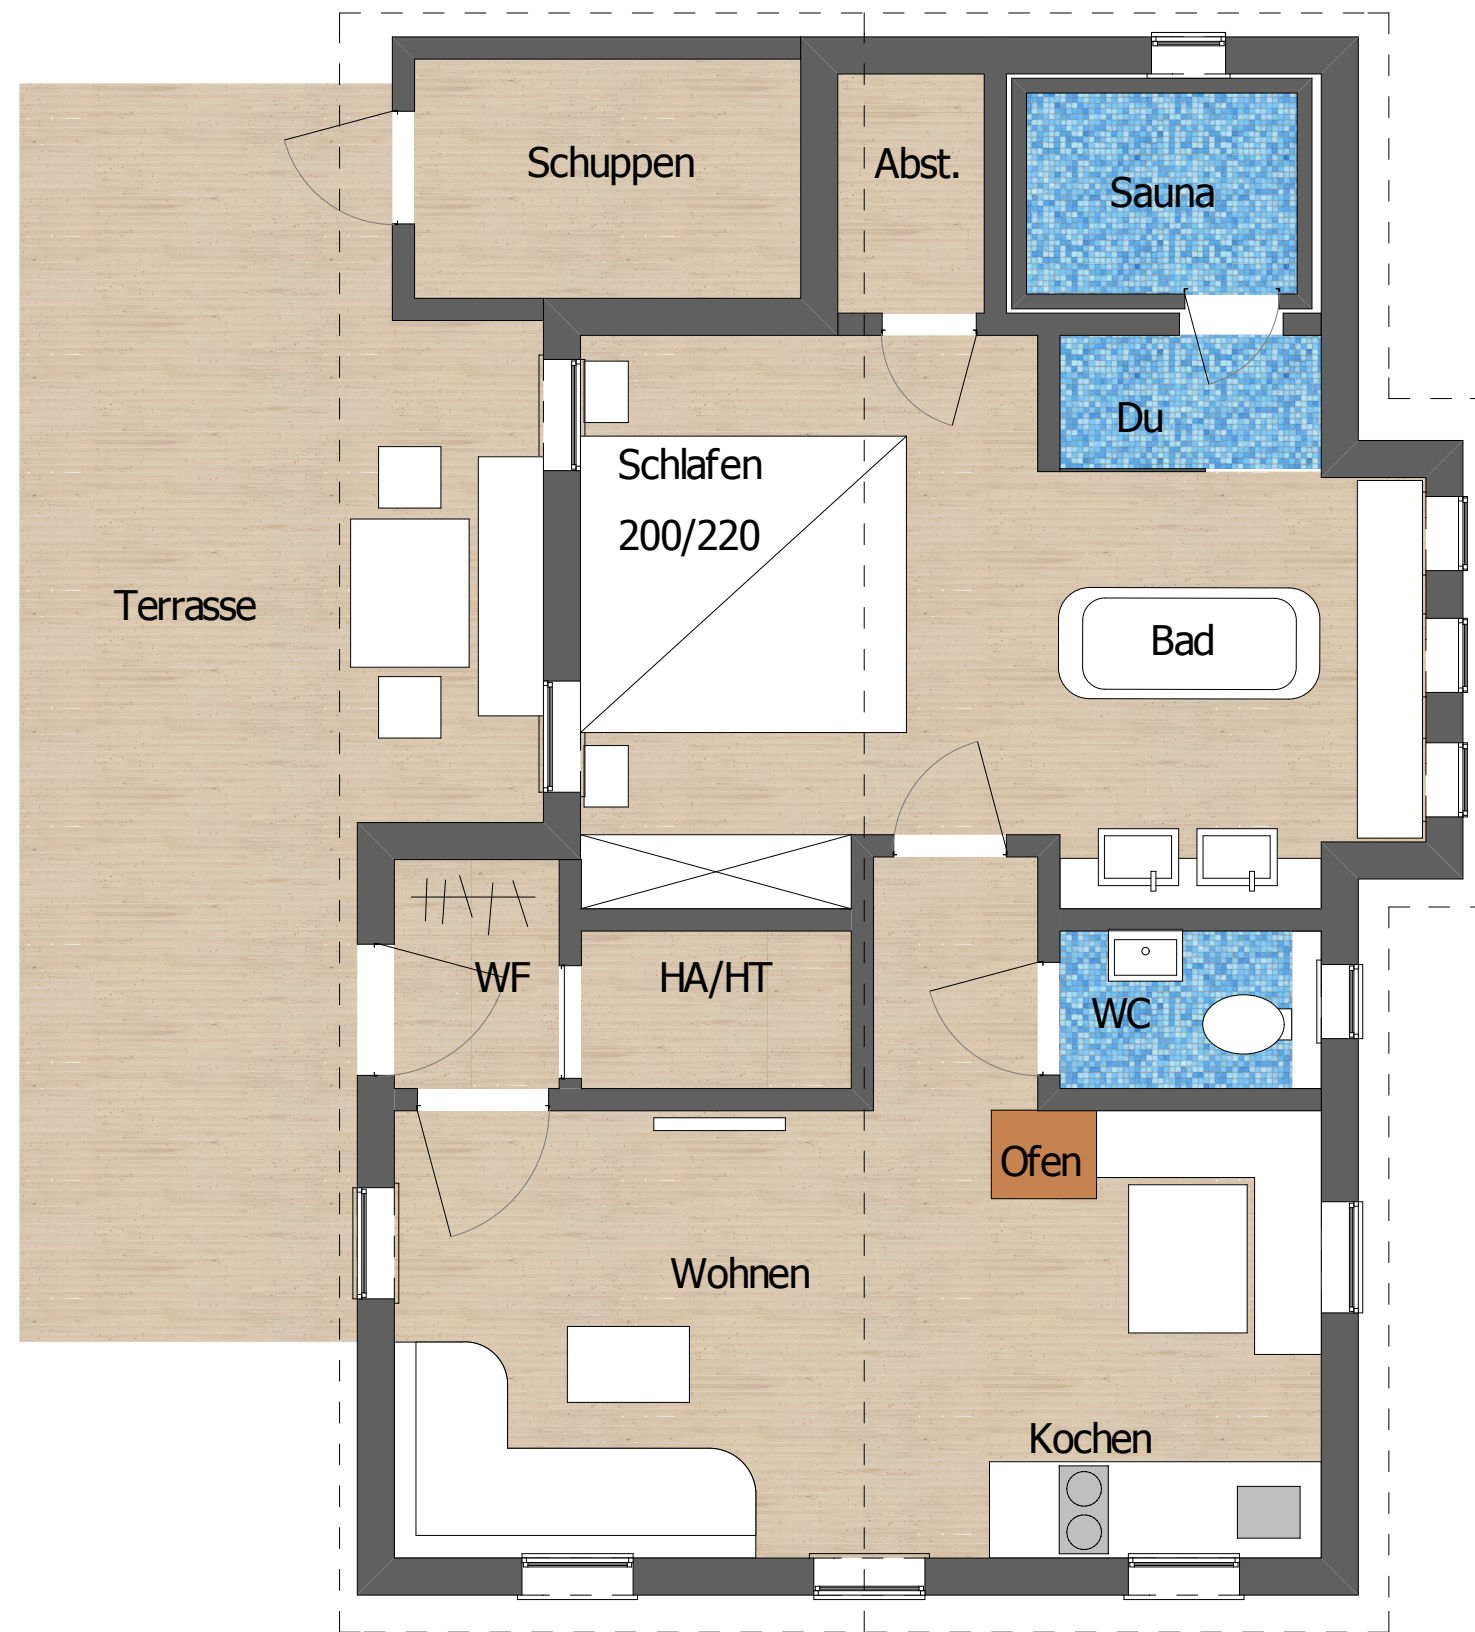 Schuppen
Abst.
Sauna
Du
Schlafen
200/220
Terrasse
Bad
WF
HA/HT
WC
Ofen
Wohnen
Kochen